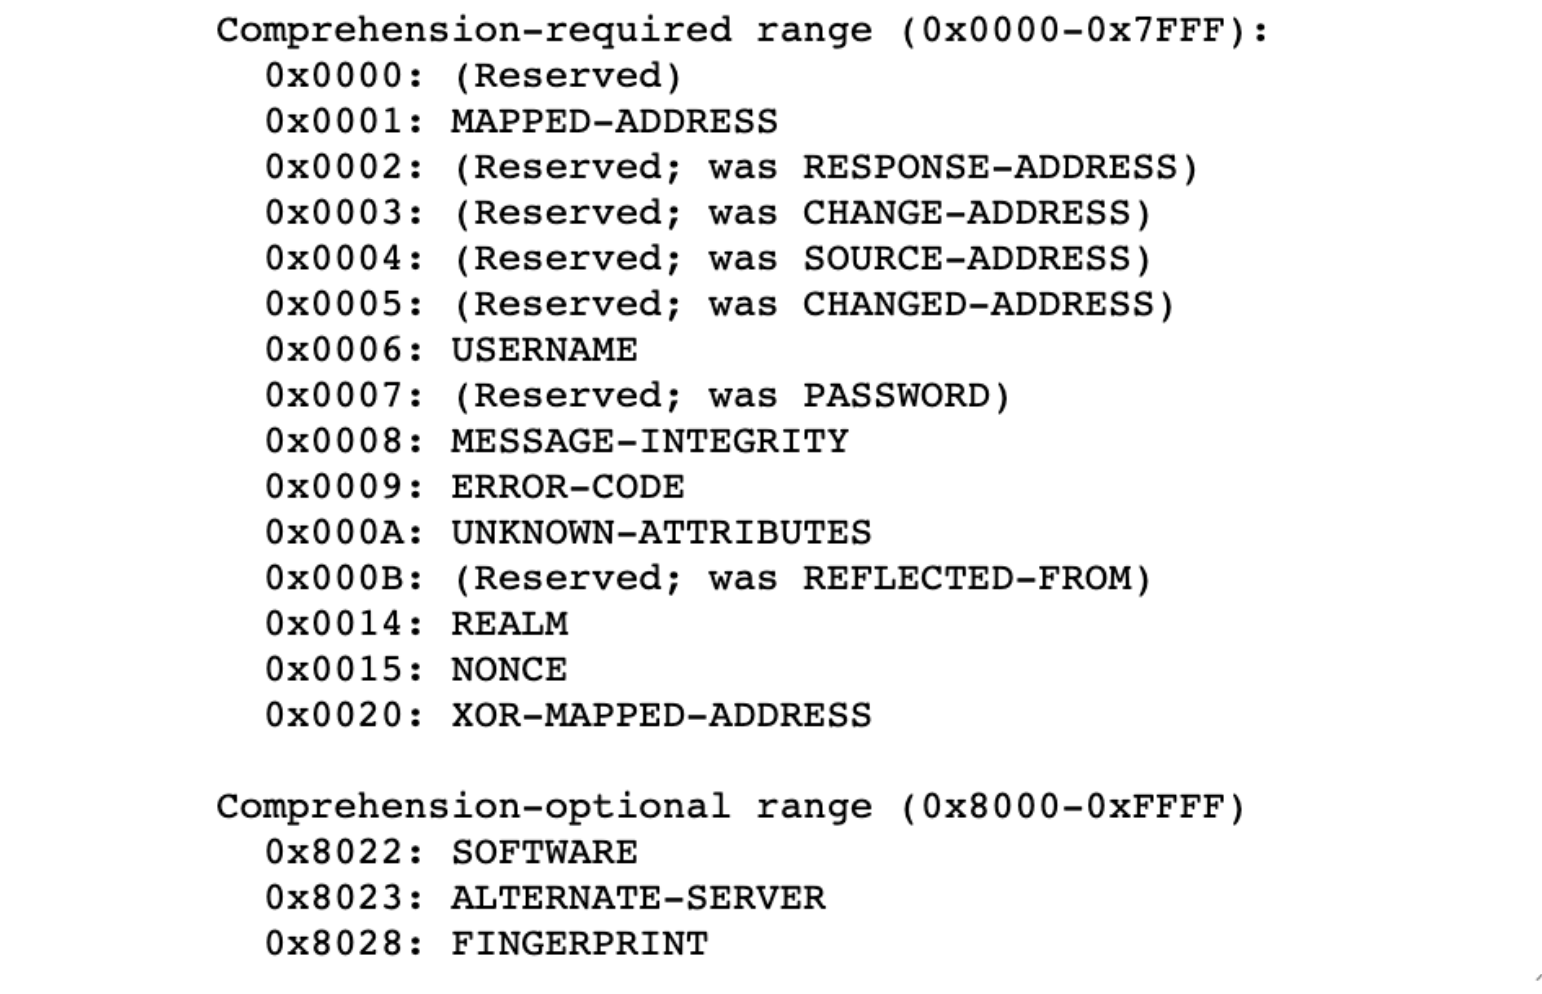 Comprehension-required range (0x0000-0x7FFF):
0x0000: (Reserved)
0x0001: MAPPED-ADDRESS
0x0002: (Reserved; was RESPONSE-ADDRESS)
0x0003: (Reserved; was CHANGE-ADDRESS)
0x0004: (Reserved; was SOURCE-ADDRESS)
0x0005: (Reserved; was CHANGED-ADDRESS)
0x0006: USERNAME
0x0007: (Reserved; was PASSWORD)
0x0008: MESSAGE-INTEGRITY
0x0009: ERROR-CODE
0x000A: UNKNOWN-ATTRIBUTES
0x000B: (Reserved; was REFLECTED-FROM)
0x0014: REALM
0x0015: NONCE
0x0020: XOR-MAPPED-ADDRESS
Comprehension-optional range (0x8000-0xFFFF)
0x8022: SOFTWARE
0x8023: ALTERNATE-SERVER
0x8028: FINGERPRINT